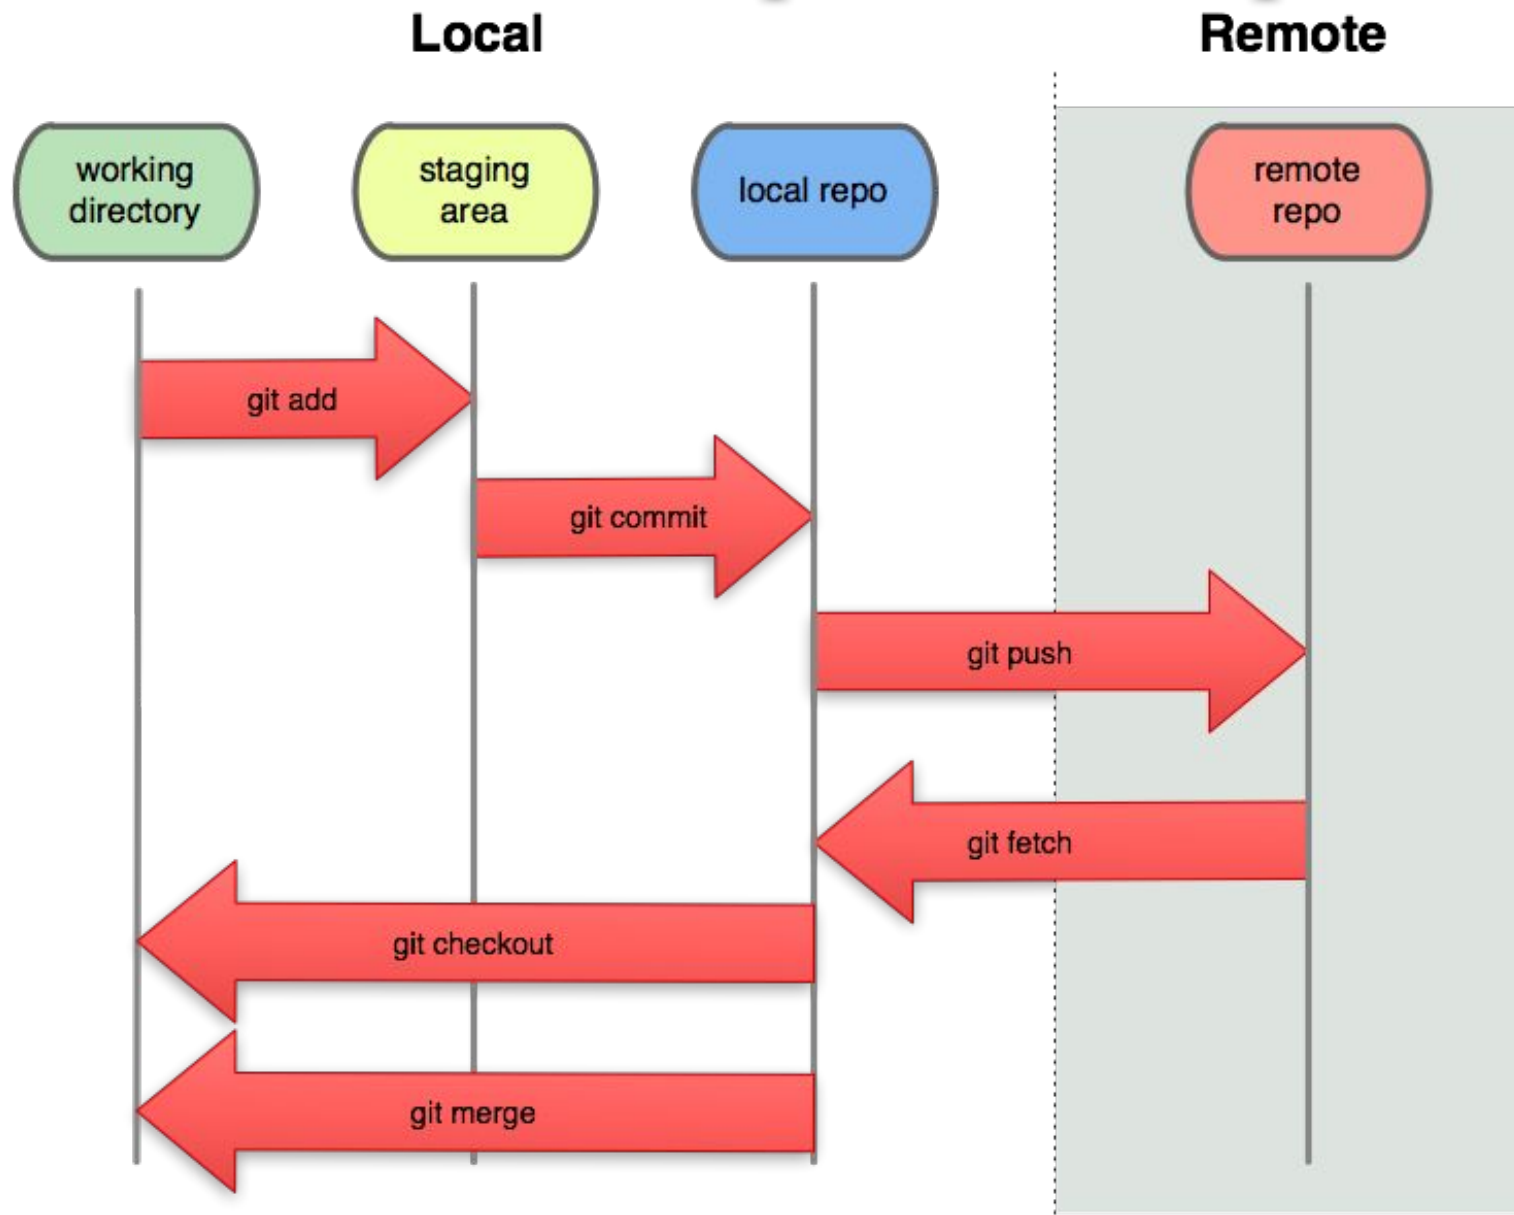 Local
Remote
working
directory
staging
area
local repo
remote
repo
git add
git commit
git push
git fetch
git checkout
git merge